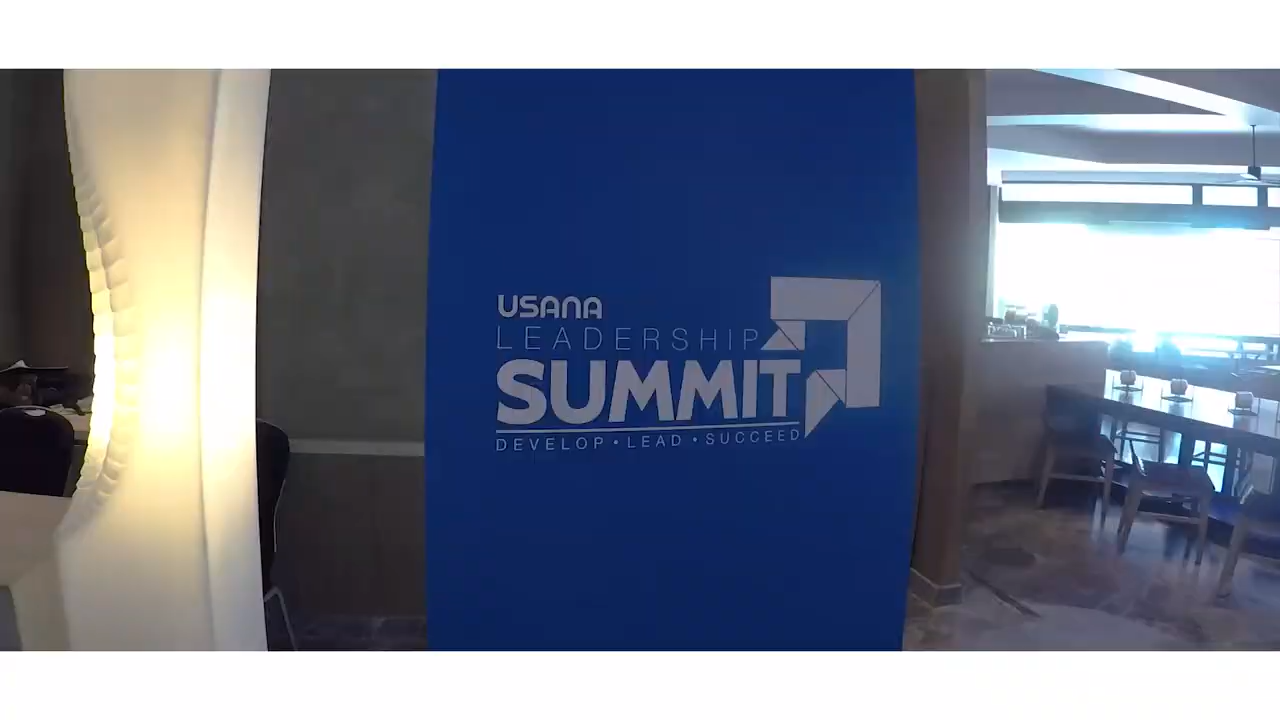 USANA
LEADERSHIP
SUMMIT
DEVELOP • LEAD • SUCCEED